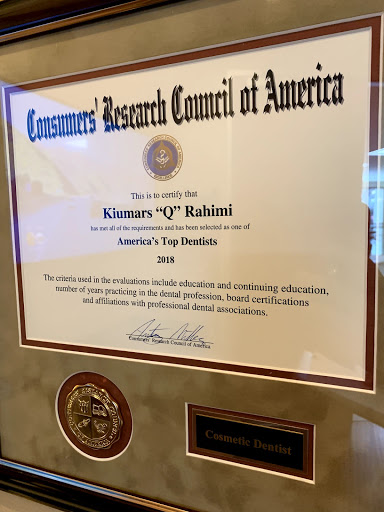 Consumers' Research Council of America
This is to certify that
Kiumars “Q” Rahimi
has met all of the requirements and has been selected as one of
America's Top Dentists
2018
The criteria used in the evaluations include education and continuing education,
number of years practicing in the dental profession, board certifications
and affiliations with professional dental associations.
Consumers' Research Council of America
Cosmetic Dentist